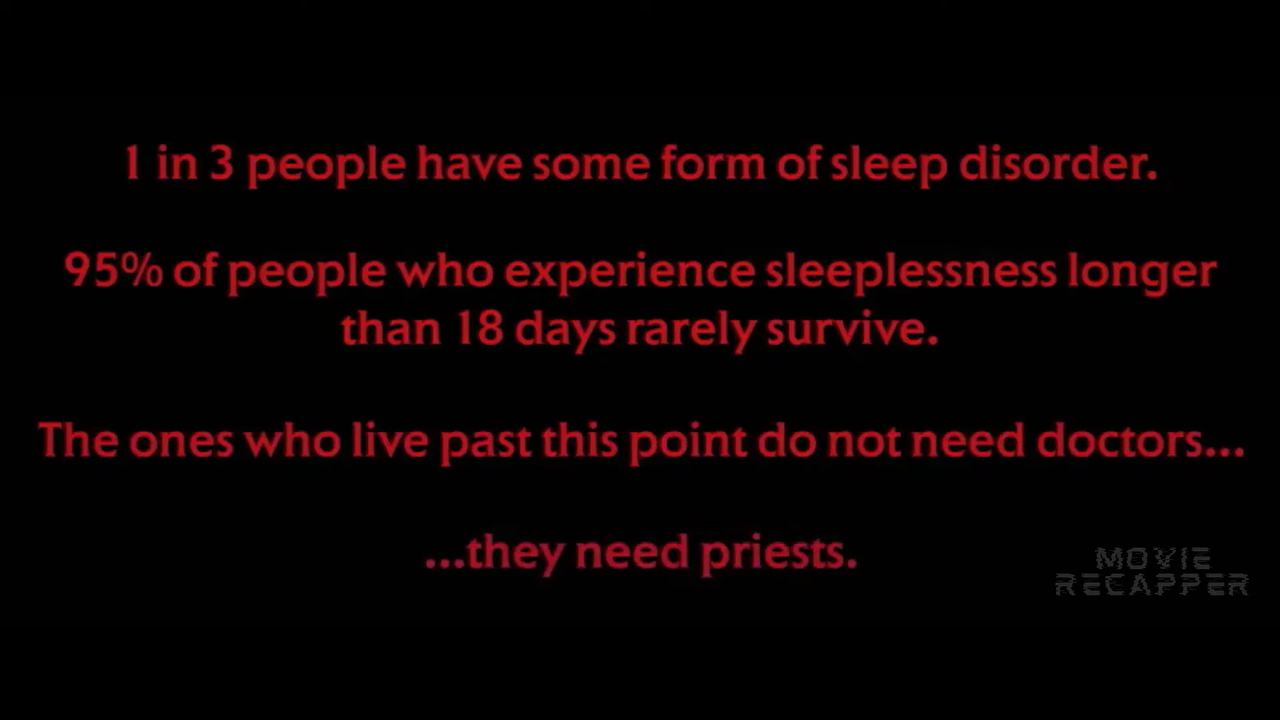 1 in 3 people have some form of sleep disorder.
95% of people who experience sleeplessness longer
than 18 days rarely survive.
The ones who live past this point do not need doctors...
...they need priests.
MOVIE
RECAPPER